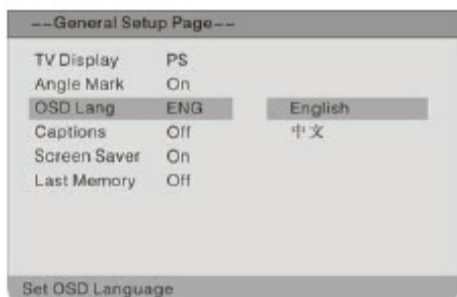 --General Setup Page--
TV Display PS
Angle Mark On
OSD Lang ENG English
Captions Off 中文
Screen Saver On
Last Memory Off
Set OSD Language